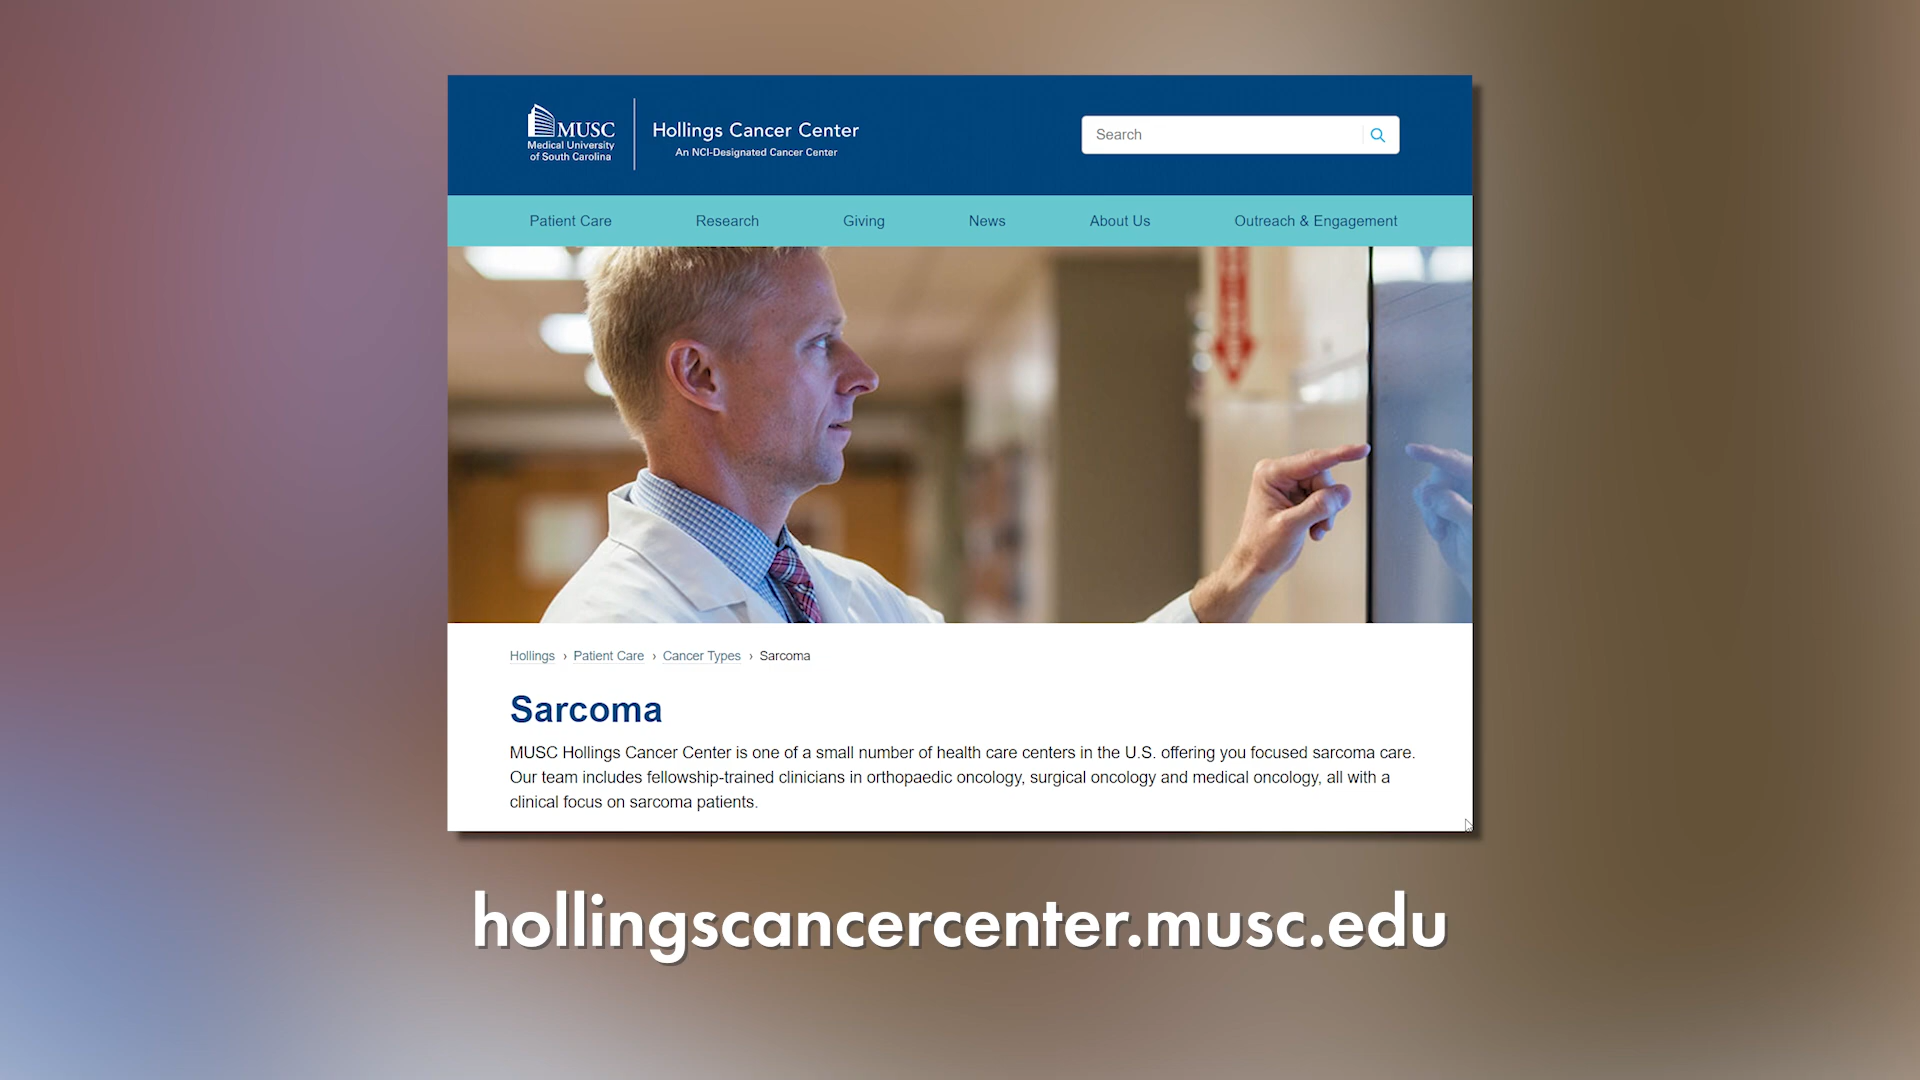 MUSC
Medical University
of South Carolina
Hollings Cancer Center
An NCI-Designated Cancer Center
Search
Patient Care
Research
Giving
News
About Us
Outreach & Engagement
Hollings › Patient Care › Cancer Types › Sarcoma
Sarcoma
MUSC Hollings Cancer Center is one of a small number of health care centers in the U.S. offering you focused sarcoma care.
Our team includes fellowship-trained clinicians in orthopaedic oncology, surgical oncology and medical oncology, all with a
clinical focus on sarcoma patients.
hollingscancercenter.musc.edu